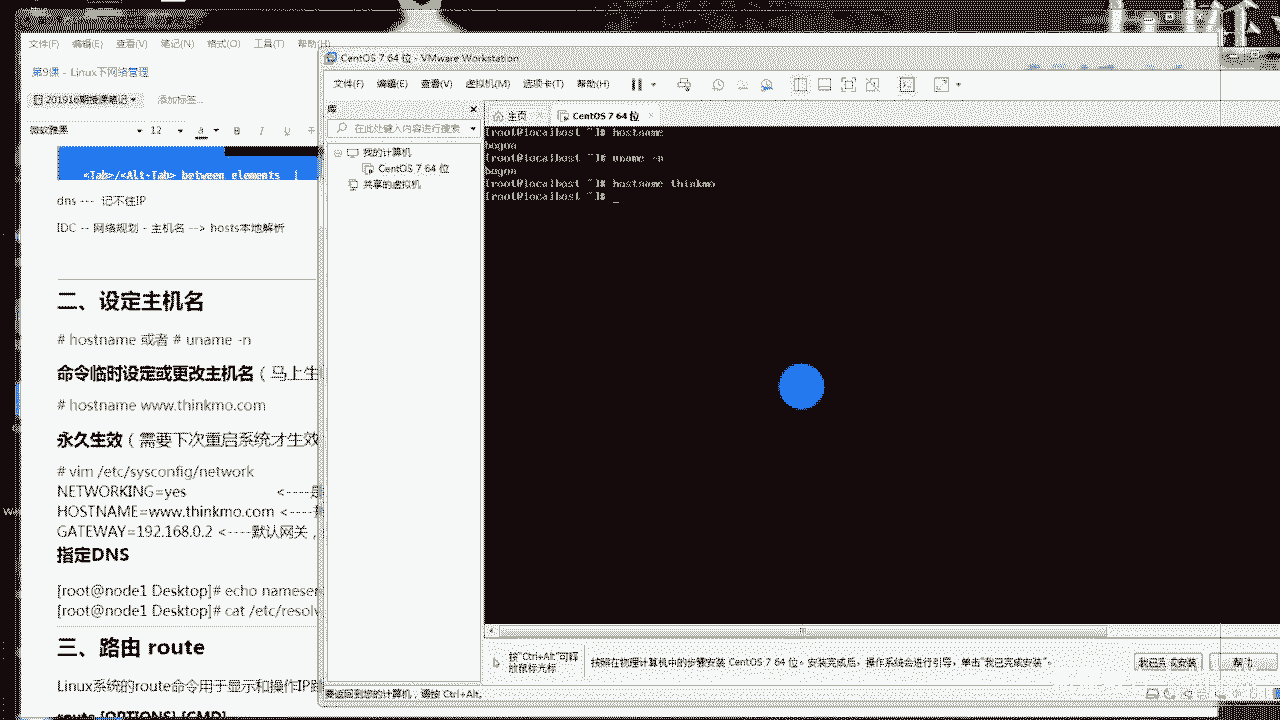 文件(F) 编辑(E) 查看(V) 笔记(N) 格式(O) 工具(T) 帮助(H)
第9课 - Linux下网络管理
201916期授课笔记 添加标签...
微软雅黑 12 a B I U
<Tab>/<Alt-Tab> between elements |
dns --- 记不住IP
IDC -- 网络规划 - 主机名 --> hosts本地解析
二、设定主机名
# hostname 或者 # uname -n
命令临时设定或更改主机名（马上生
# hostname www.thinkmo.com
永久生效（需要下次重启系统才生效
# vim /etc/sysconfig/network
NETWORKING=yes <----是
HOSTNAME=www.thinkmo.com <----
GATEWAY=192.168.0.2 <----默认网关，
指定DNS
[root@node1 Desktop]# echo nameser
[root@node1 Desktop]# cat /etc/resolv
三、路由 route
Linux系统的route命令用于显示和操作IP
route [OPTIONS] [CMD]
CentOS 7 64 位 - VMware Workstation
文件(F) 编辑(E) 查看(V) 虚拟机(M) 选项卡(T) 帮助(H)
库
在此处键入内容进行搜索
我的计算机
CentOS 7 64 位
共享的虚拟机
主页 CentOS 7 64 位
[root@localhost ~]# hostname
bogon
[root@localhost ~]# uname -n
bogon
[root@localhost ~]# hostname thinkmo
[root@localhost ~]# _
按"Ctrl+Alt"可释放鼠标光标
按照在物理计算机中的步骤安装 CentOS 7 64 位。安装完成后，操作系统会进行引导，单击"我已完成安装"。
我已完成安装 帮助
要返回到您的计算机，请按 Ctrl+Alt。